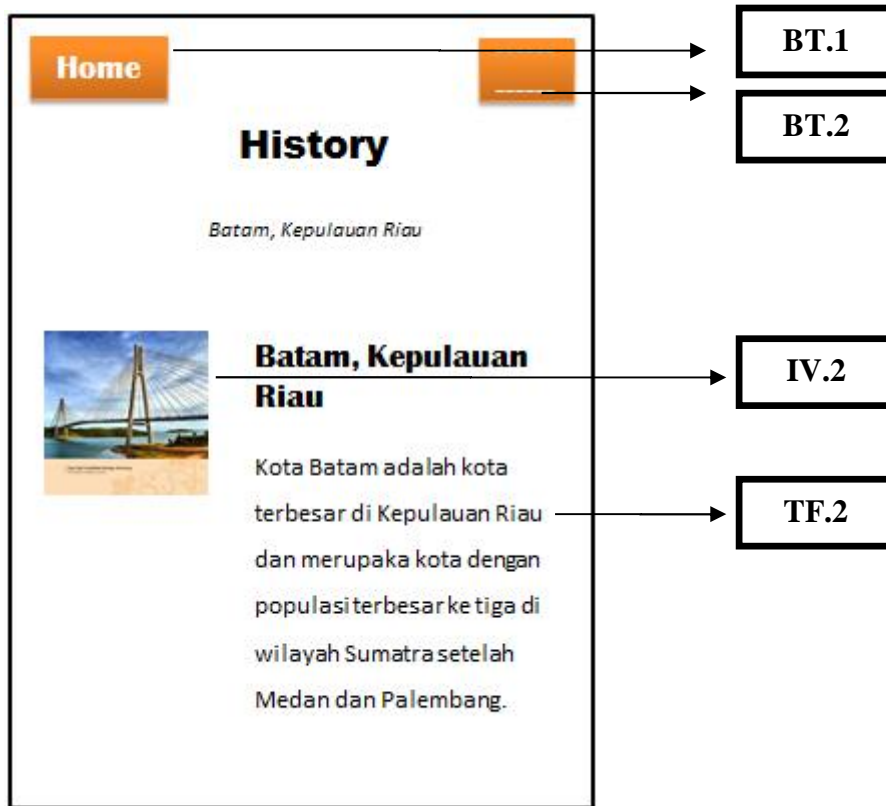 Home
BT.1
BT.2
History
Batam, Kepulauan Riau
Batam, Kepulauan
Riau
IV.2
Kota Batam adalah kota
terbesar di Kepulauan Riau
TF.2
dan merupaka kota dengan
populasi terbesar ke tiga di
wilayah Sumatra setelah
Medan dan Palembang.